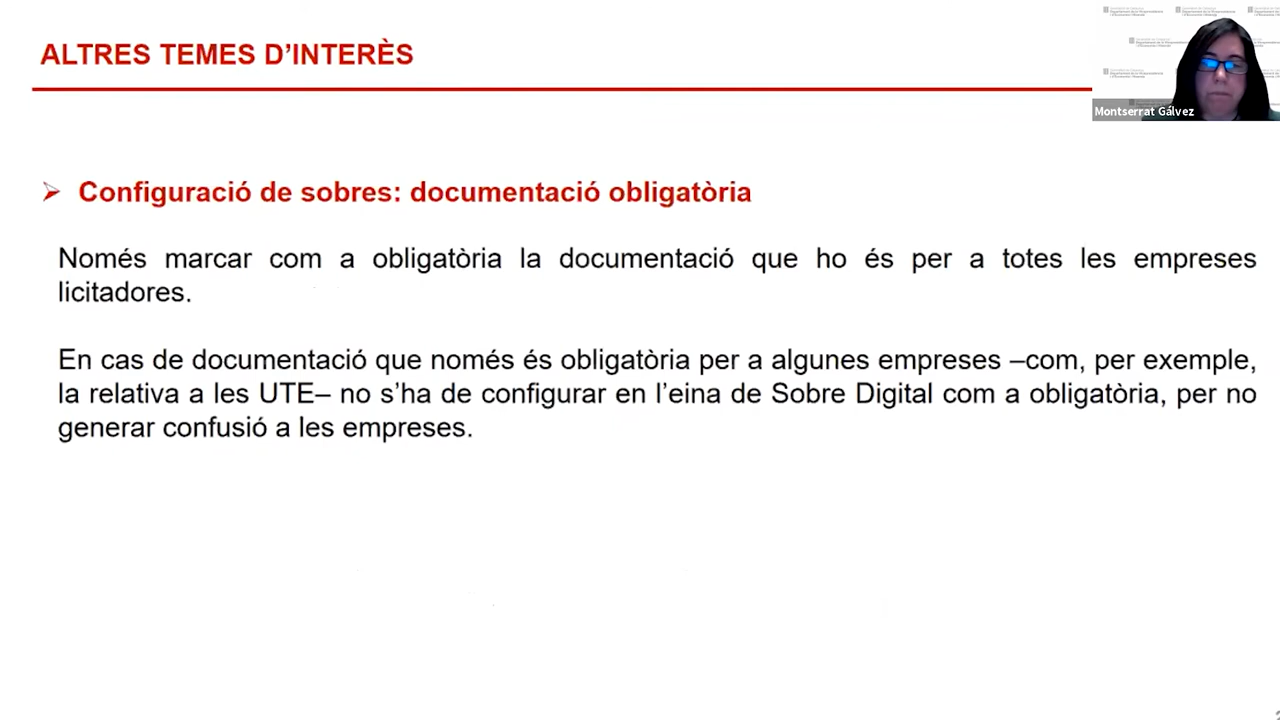 ALTRES TEMES D’INTERÈS
Montserrat Gálvez
➢ Configuració de sobres: documentació obligatòria
Només marcar com a obligatòria la documentació que ho és per a totes les empreses
licitadores.
En cas de documentació que només és obligatòria per a algunes empreses –com, per exemple,
la relativa a les UTE– no s’ha de configurar en l’eina de Sobre Digital com a obligatòria, per no
generar confusió a les empreses.